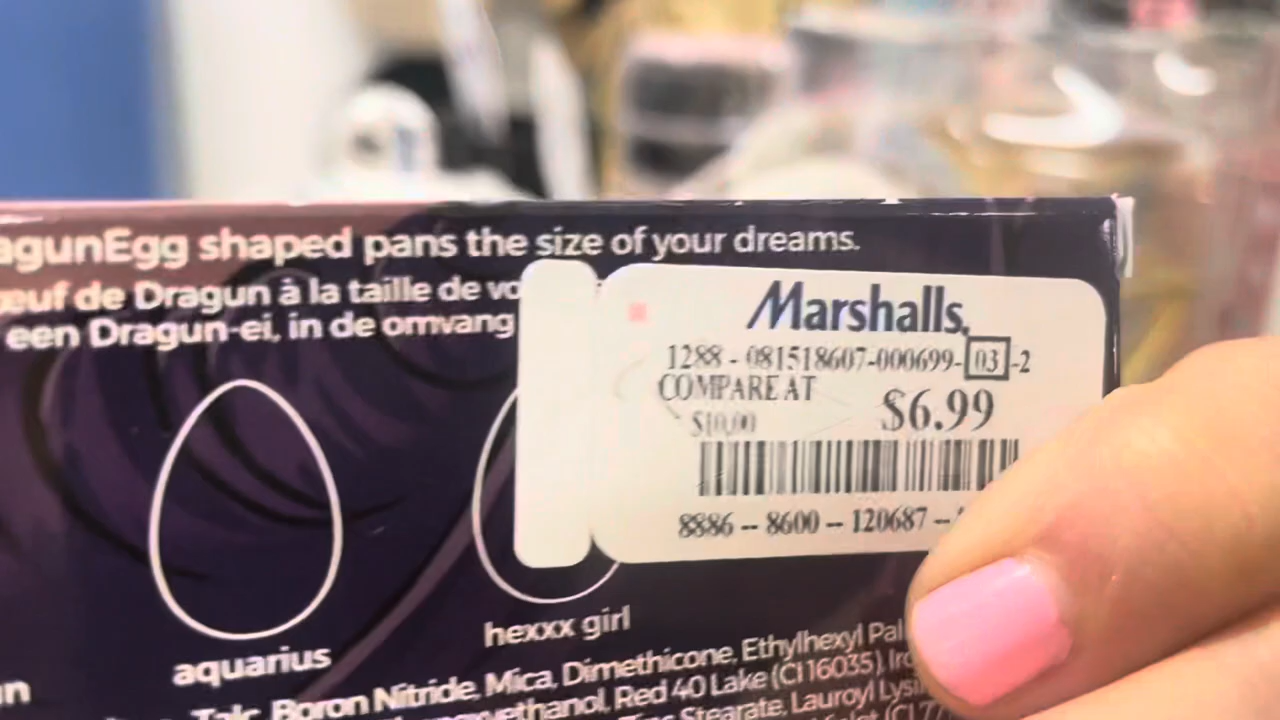 agunEgg shaped pans the size of your dreams.
œuf de Dragun à la taille de vo
een Dragun-ei, in de omvang
Marshalls.
1288 - 081518607-000699-03-2
COMPARE AT
$10.00
$6.99
8886 -- 8600 -- 120687 --
aquarius
hexxx girl
Talc, Boron Nitride, Mica, Dimethicone, Ethylhexyl Pal
Red 40 Lake (CI 16035), Iro
Stearate, Lauroyl Lysi